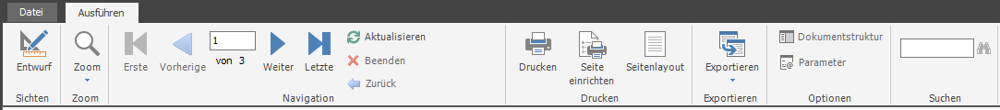 Datei
Ausführen
Entwurf
Sichten
Zoom
Zoom
Erste
Vorherige
1
von 3
Weiter
Letzte
Aktualisieren
Beenden
Zurück
Navigation
Drucken
Seite
einrichten
Seitenlayout
Drucken
Exportieren
Exportieren
Dokumentstruktur
Parameter
Optionen
Suchen